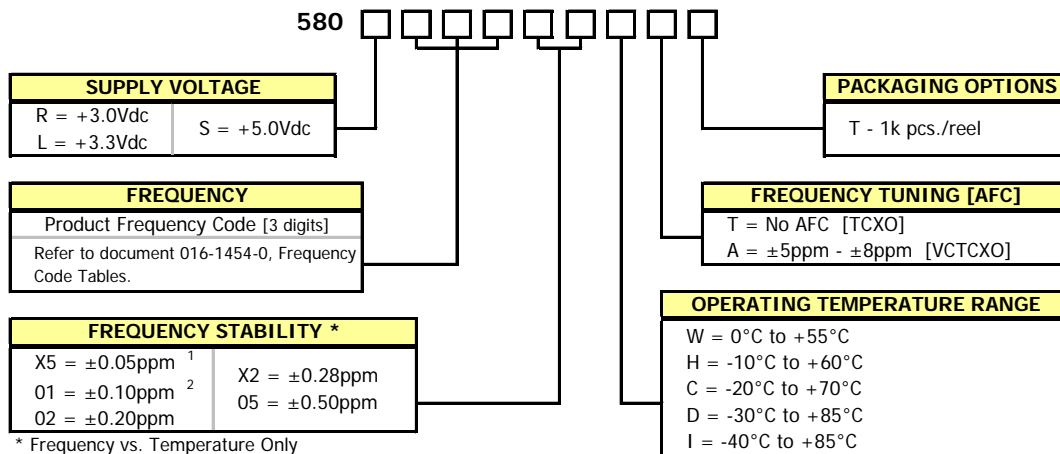 580
SUPPLY VOLTAGE
R = +3.0Vdc
L = +3.3Vdc
S = +5.0Vdc
PACKAGING OPTIONS
T - 1k pcs./reel
FREQUENCY
Product Frequency Code [3 digits]
Refer to document 016-1454-0, Frequency
Code Tables.
FREQUENCY TUNING [AFC]
T = No AFC [TCXO]
A = ±5ppm - ±8ppm [VCTCXO]
FREQUENCY STABILITY *
X5 = ±0.05ppm 1
01 = ±0.10ppm 2
02 = ±0.20ppm
X2 = ±0.28ppm
05 = ±0.50ppm
* Frequency vs. Temperature Only
OPERATING TEMPERATURE RANGE
W = 0°C to +55°C
H = -10°C to +60°C
C = -20°C to +70°C
D = -30°C to +85°C
I = -40°C to +85°C